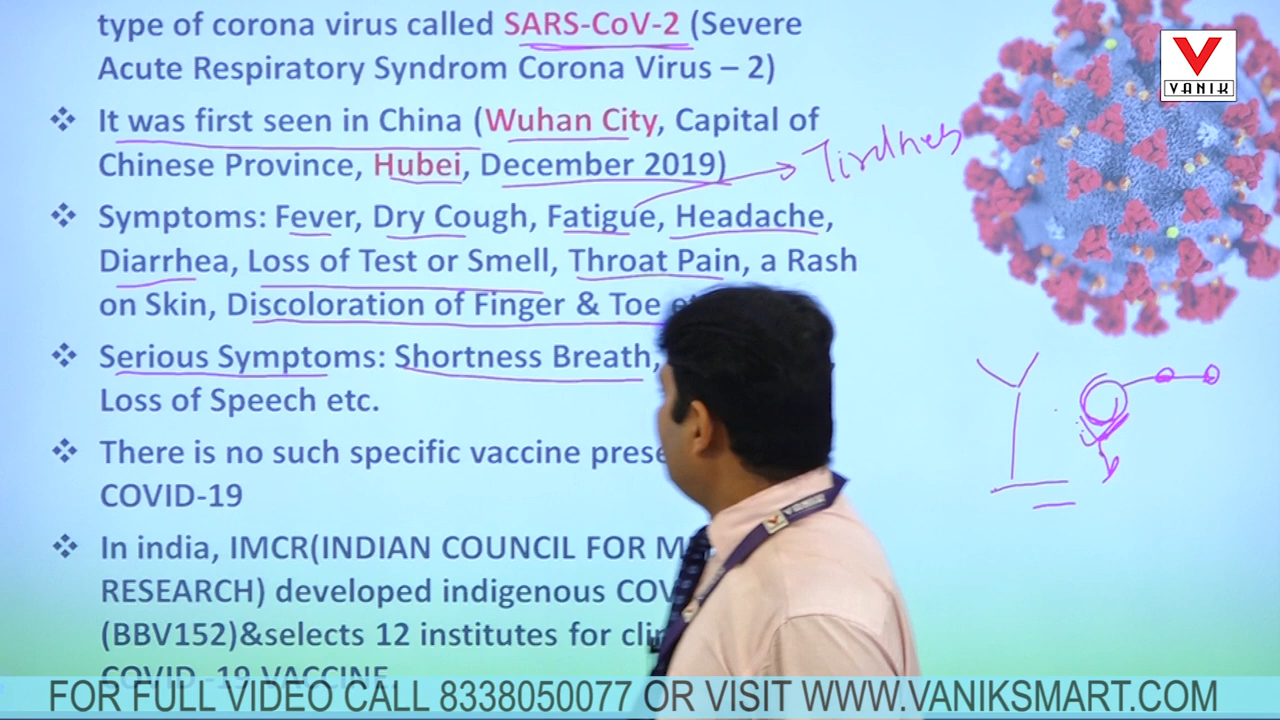 type of corona virus called SARS-CoV-2 (Severe
Acute Respiratory Syndrom Corona Virus – 2)
VANIK
❖ It was first seen in China (Wuhan City, Capital of
Chinese Province, Hubei, December 2019)
Tirdness
❖ Symptoms: Fever, Dry Cough, Fatigue, Headache,
Diarrhea, Loss of Test or Smell, Throat Pain, a Rash
on Skin, Discoloration of Finger & Toe
❖ Serious Symptoms: Shortness Breath,
Loss of Speech etc.
❖ There is no such specific vaccine
COVID-19
❖ In india, IMCR(INDIAN COUNCIL FOR
RESEARCH) developed indigenous
(BBV152)&selects 12 institutes for
COVID-19 VACCINE.
FOR FULL VIDEO CALL 8338050077 OR VISIT WWW.VANIKSMART.COM